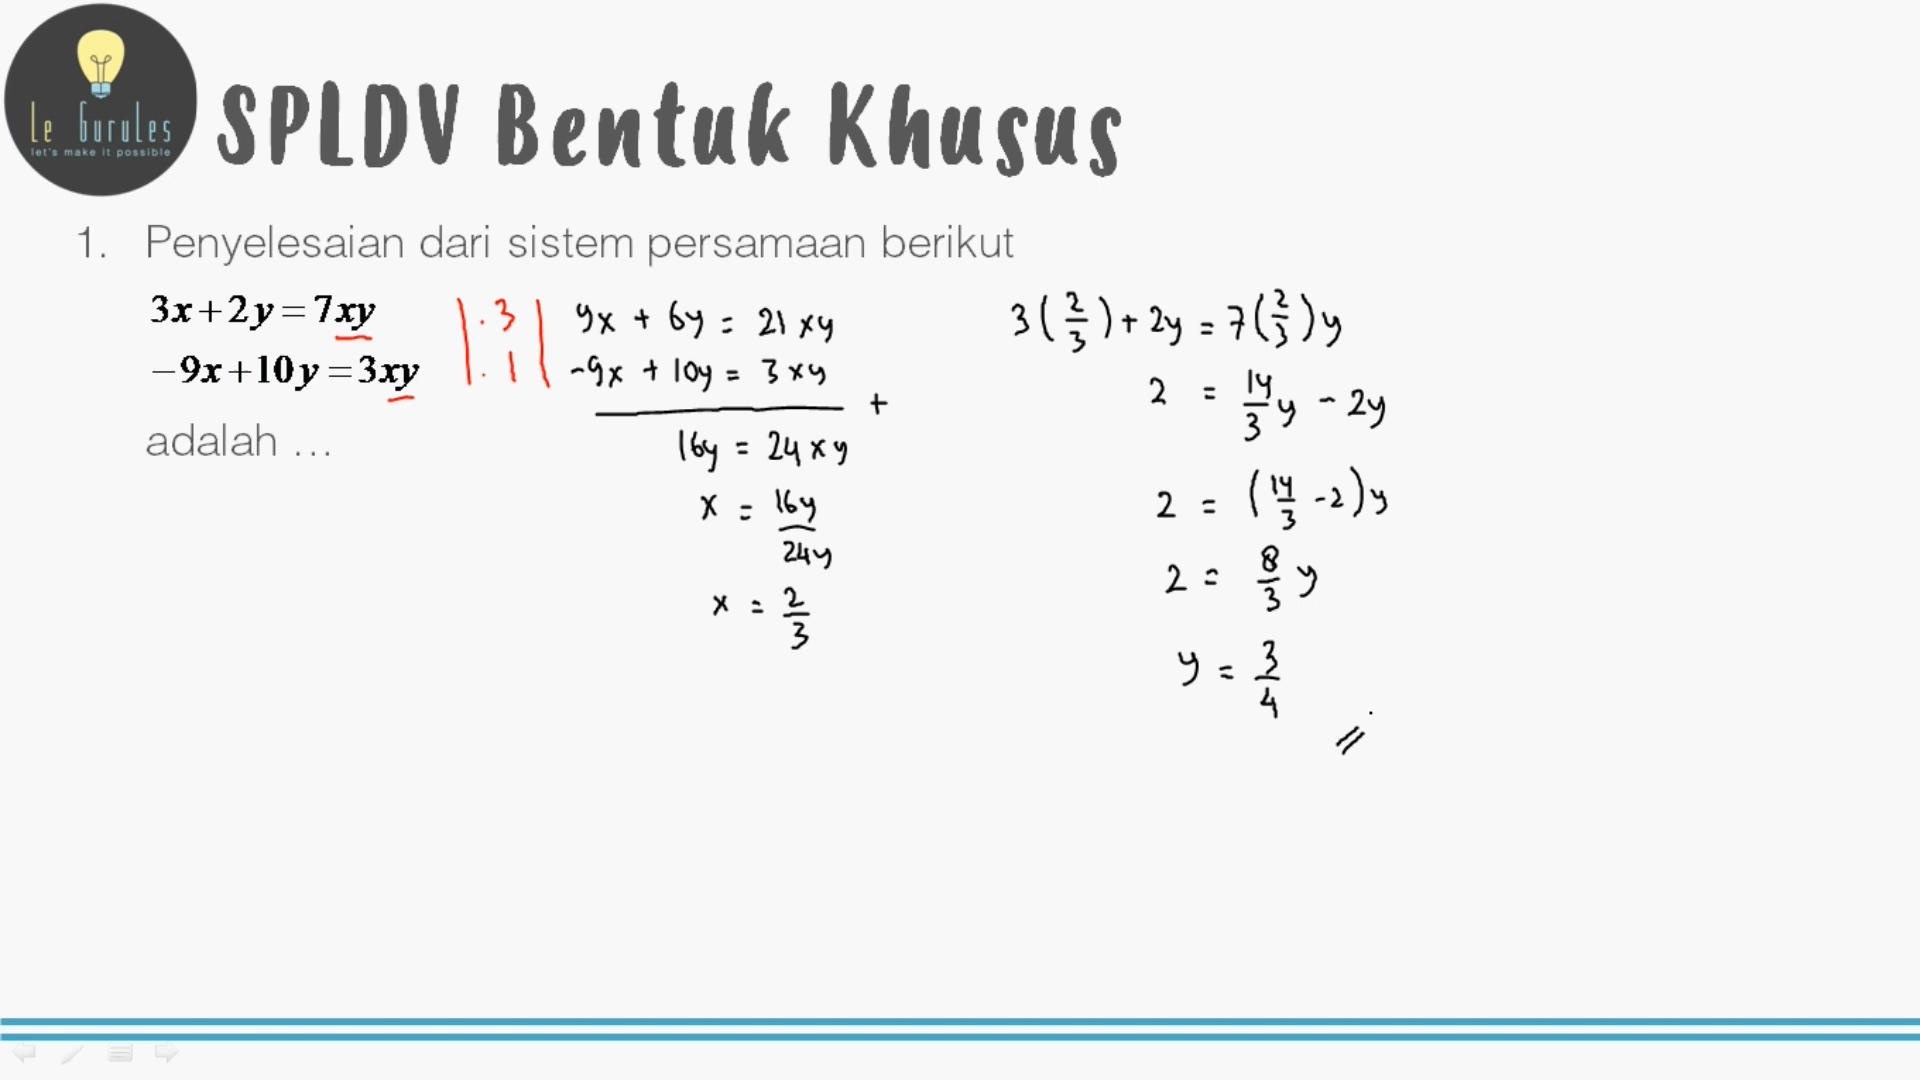 Le Gurules
let's make it possible
SPLDV Bentuk Khusus
1. Penyelesaian dari sistem persamaan berikut
3x+2y=7xy
-9x+10y=3xy
adalah ...
| . 3 |
| . 1 |
9x + 6y = 21 xy
-9x + 10y = 3 xy
+
16y = 24 xy
x = 16y/24y
x = 2/3
3(2/3) + 2y = 7(2/3)y
2 = 14/3 y - 2y
2 = (14/3 - 2)y
2 = 8/3 y
y = 3/4
//